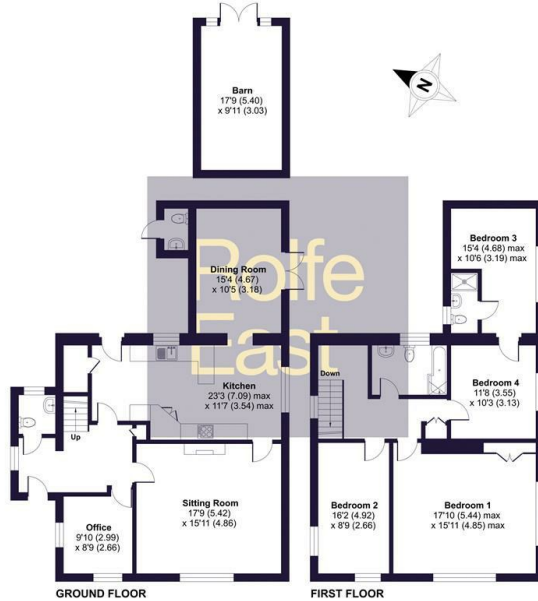 Barn
17'9 (5.40)
x 9'11 (3.03)
N
Rolfe
East
Dining Room
15'4 (4.67)
x 10'5 (3.18)
Bedroom 3
15'4 (4.68) max
x 10'6 (3.19) max
Kitchen
23'3 (7.09) max
x 11'7 (3.54) max
Down
Bedroom 4
11'8 (3.55)
x 10'3 (3.13)
Up
Sitting Room
17'9 (5.42)
x 15'11 (4.86)
Office
9'10 (2.99)
x 8'9 (2.66)
Bedroom 2
16'2 (4.92)
x 8'9 (2.66)
Bedroom 1
17'10 (5.44) max
x 15'11 (4.85) max
GROUND FLOOR
FIRST FLOOR